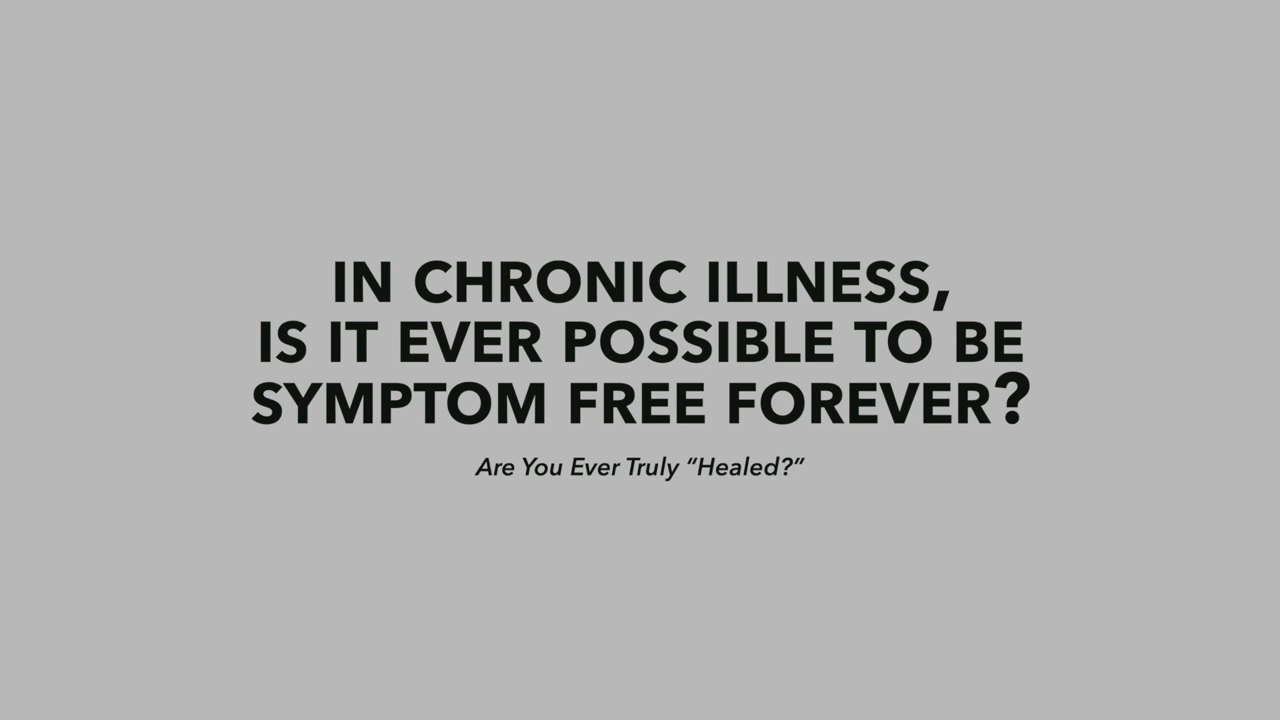 IN CHRONIC ILLNESS,
IS IT EVER POSSIBLE TO BE
SYMPTOM FREE FOREVER?
Are You Ever Truly “Healed?”